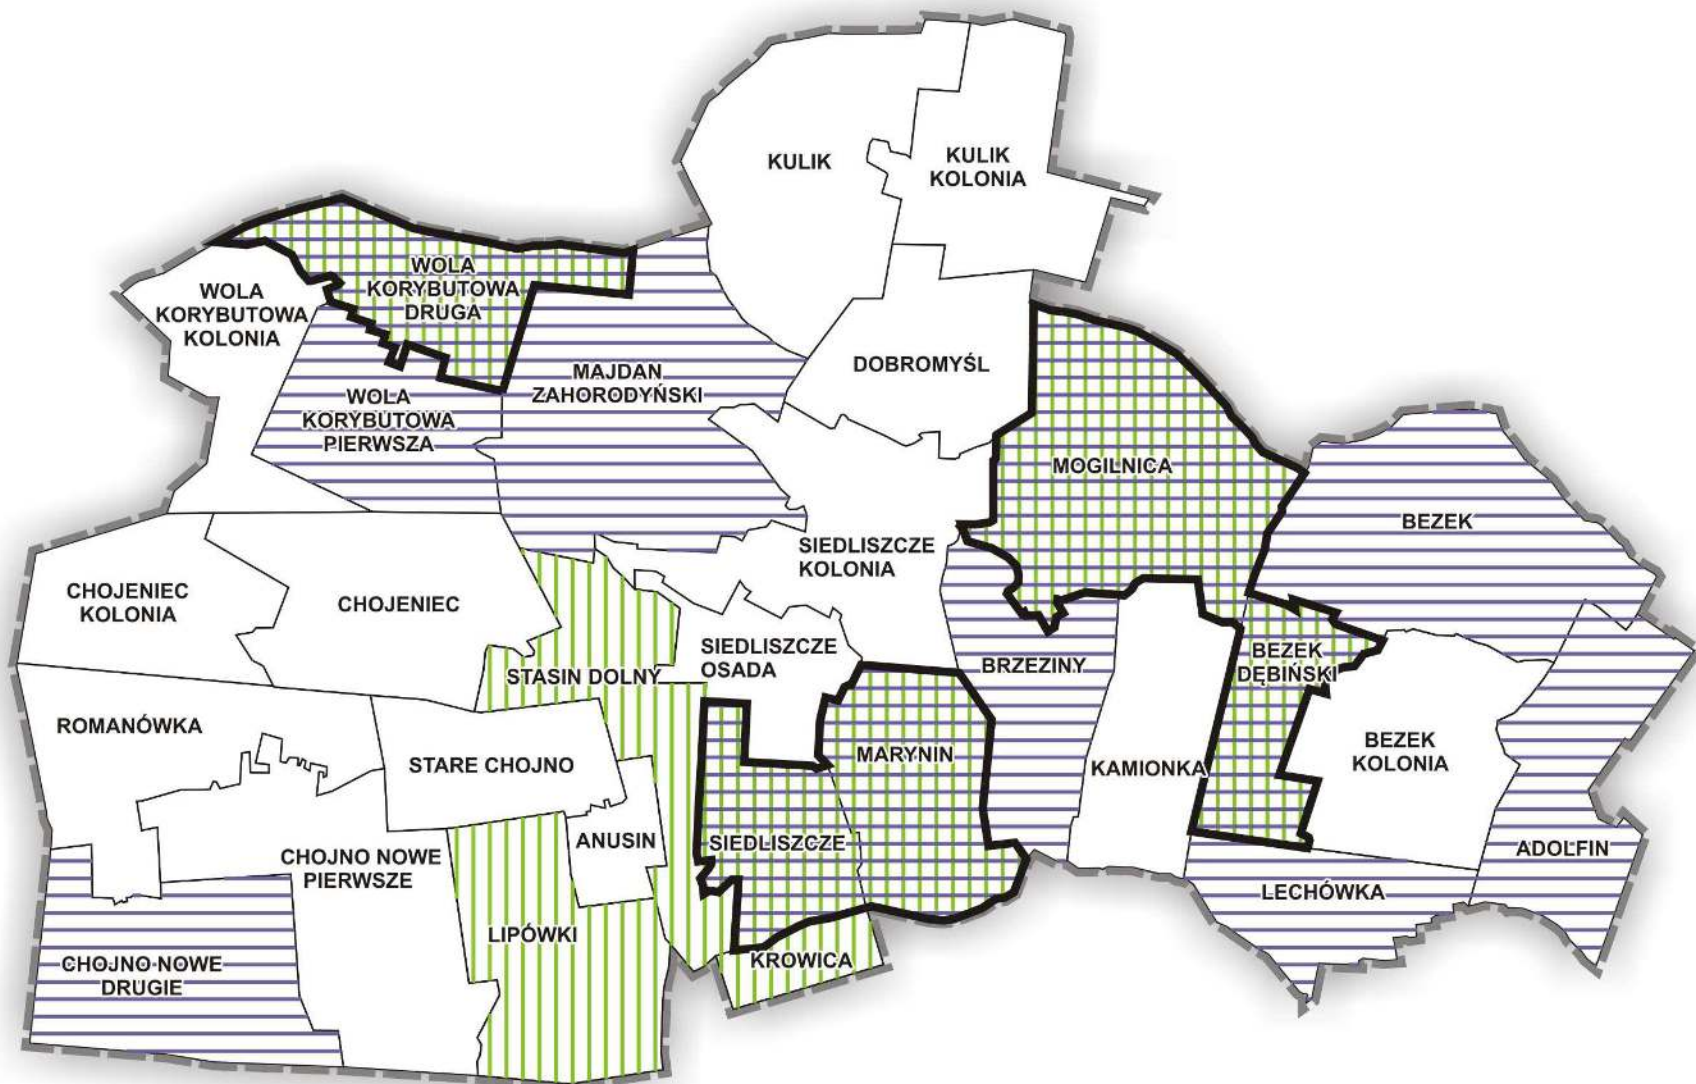 KULIK
KULIK
KOLONIA
WOLA
KORYBUTOWA
DRUGA
WOLA
KORYBUTOWA
KOLONIA
DOBROMYŚL
MAJDAN
ZAHORODYŃSKI
WOLA
KORYBUTOWA
PIERWSZA
MOGILNICA
BEZEK
SIEDLISZCZE
KOLONIA
CHOJENIEC
KOLONIA
CHOJENIEC
SIEDLISZCZE
OSADA
STASIN DOLNY
BRZEZINY
BEZEK
DĘBIŃSKI
ROMANÓWKA
STARE CHOJNO
MARYNIN
KAMIONKA
BEZEK
KOLONIA
ANUSIN
SIEDLISZCZE
ADOLFIN
CHOJNO NOWE
PIERWSZE
LECHÓWKA
LIPÓWKI
KROWICA
CHOJNO NOWE
DRUGIE